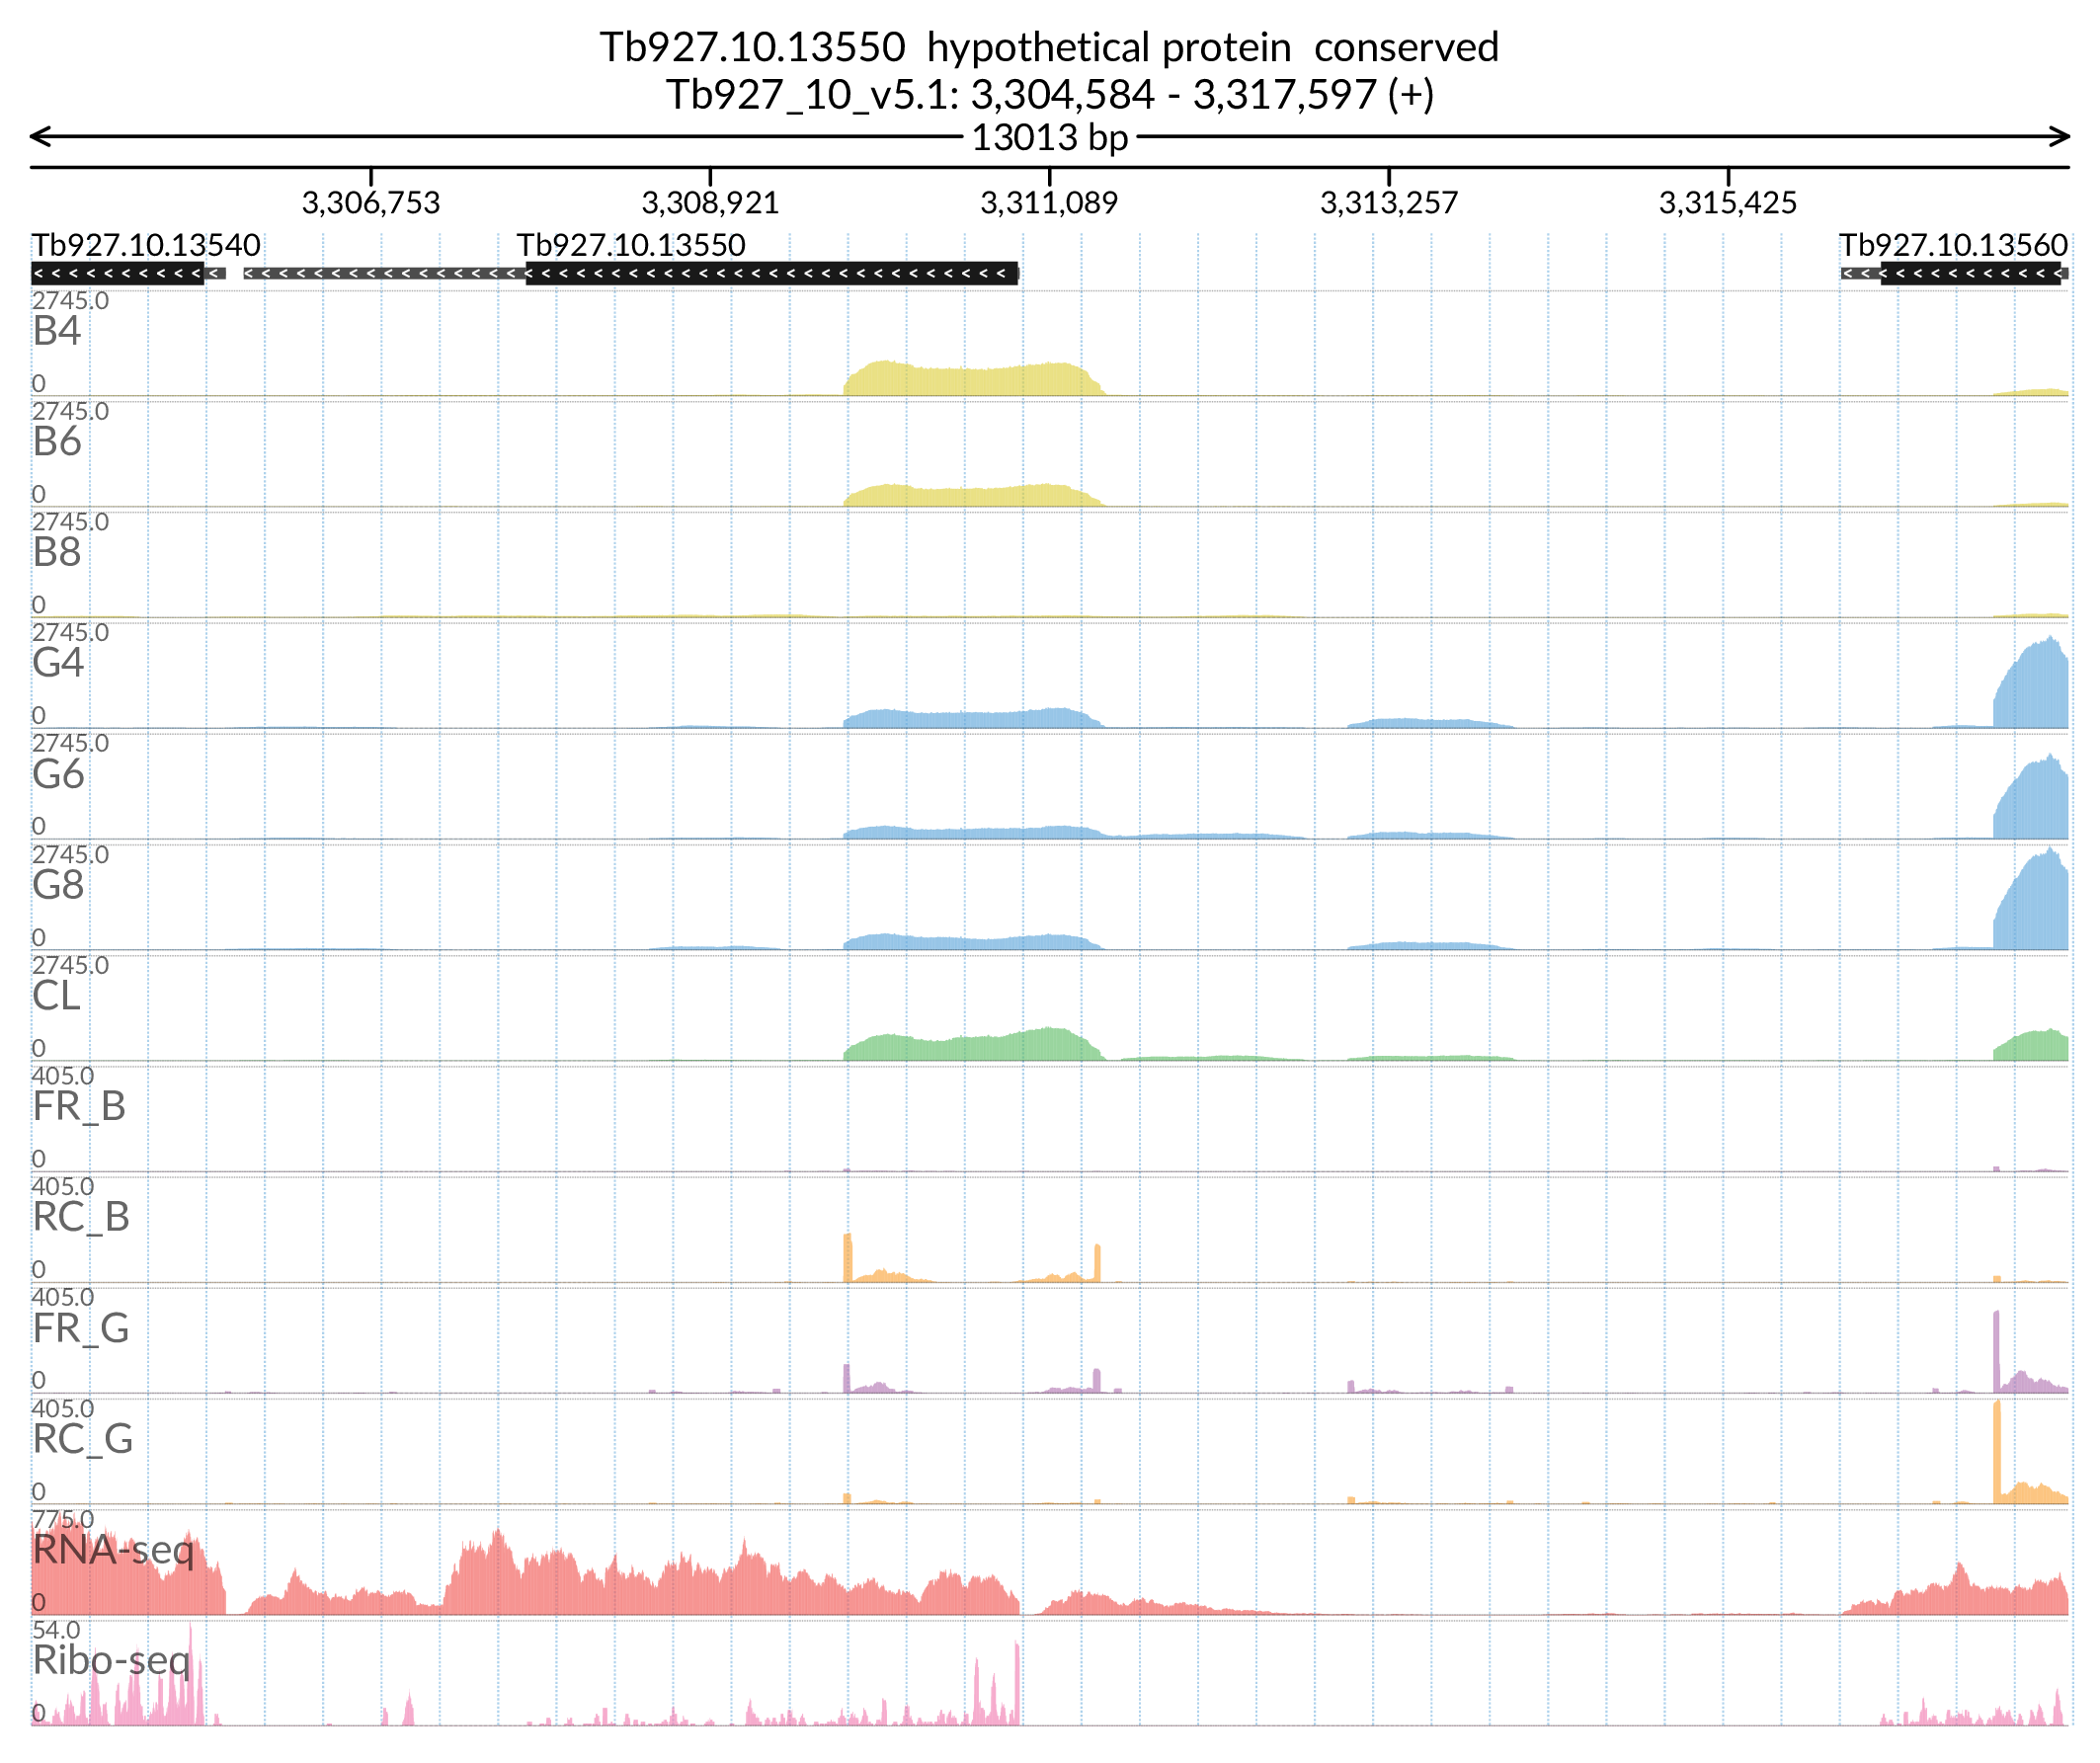 Tb927.10.13550 hypothetical protein conserved
Tb927_10_v5.1: 3,304,584 - 3,317,597 (+)
13013 bp
3,306,753 3,308,921 3,311,089 3,313,257 3,315,425
Tb927.10.13540 Tb927.10.13550 Tb927.10.13560
2745.0
B4
0
2745.0
B6
0
2745.0
B8
0
2745.0
G4
0
2745.0
G6
0
2745.0
G8
0
2745.0
CL
0
405.0
FR_B
0
405.0
RC_B
0
405.0
FR_G
0
405.0
RC_G
0
775.0
RNA-seq
0
54.0
Ribo-seq
0